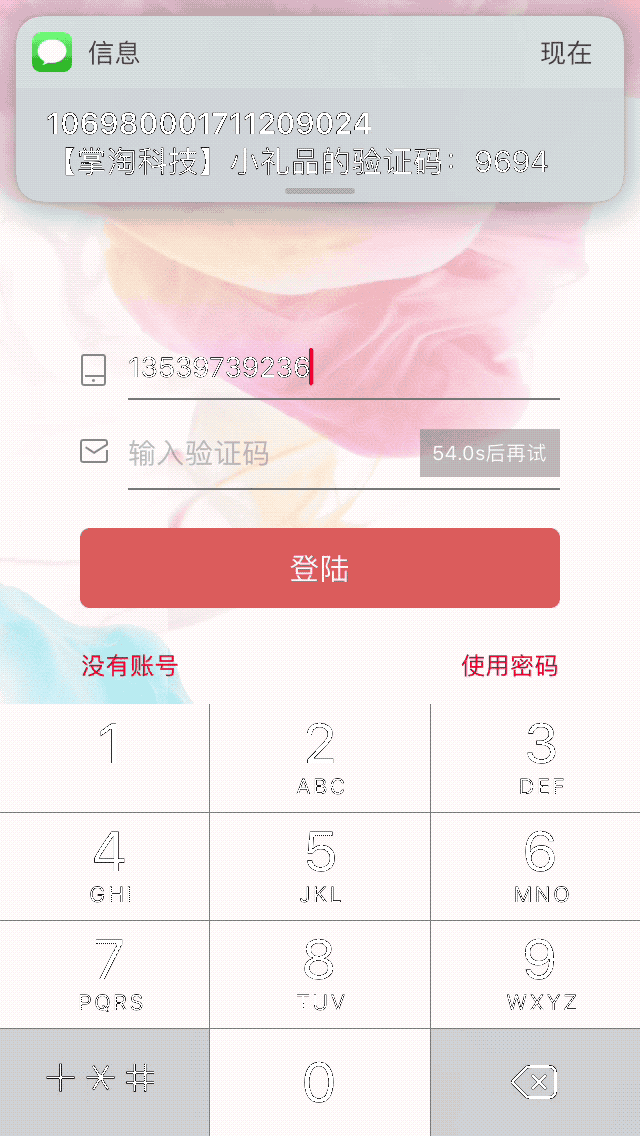 信息 现在
106980001711209024
【掌淘科技】小礼品的验证码：9694
13539739236
输入验证码 54.0s后再试
登陆
没有账号 使用密码
1 2 3
ABC DEF
4 5 6
GHI JKL MNO
7 8 9
PQRS TUV WXYZ
+*# 0